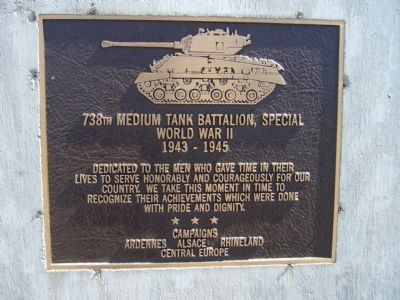 738TH MEDIUM TANK BATTALION, SPECIAL
WORLD WAR II
1943 - 1945
DEDICATED TO THE MEN WHO GAVE TIME IN THEIR
LIVES TO SERVE HONORABLY AND COURAGEOUSLY FOR OUR
COUNTRY. WE TAKE THIS MOMENT IN TIME TO
RECOGNIZE THEIR ACHIEVEMENTS WHICH WERE DONE
WITH PRIDE AND DIGNITY.
★ ★ ★
CAMPAIGNS
ARDENNES ALSACE RHINELAND
CENTRAL EUROPE